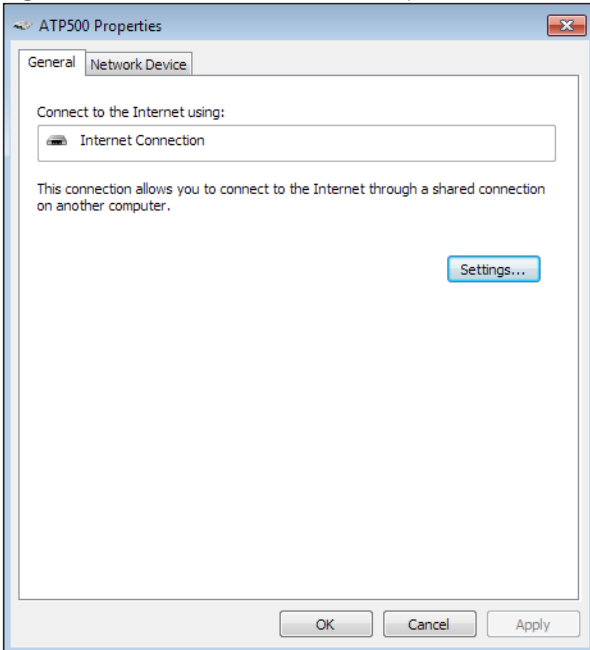 ATP500 Properties
General
Network Device
Connect to the Internet using:
Internet Connection
This connection allows you to connect to the Internet through a shared connection
on another computer.
Settings...
OK
Cancel
Apply